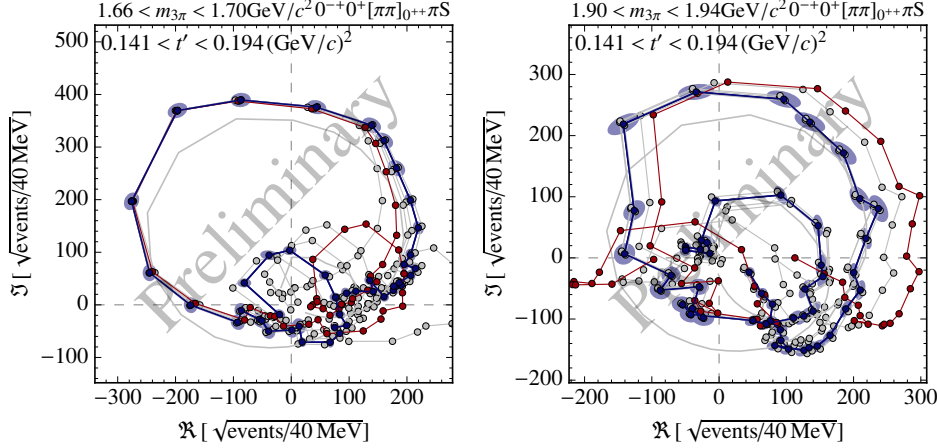 1.66 < m3π < 1.70GeV/c² 0⁻⁺0⁺[ππ]₀⁺⁺πS
0.141 < t′ < 0.194 (GeV/c)²
500
400
300
200
100
0
−100
−300
−200
−100
0
100
200
ℑ [√events/40 MeV]
ℜ [√events/40 MeV]
Preliminary
1.90 < m3π < 1.94GeV/c² 0⁻⁺0⁺[ππ]₀⁺⁺πS
0.141 < t′ < 0.194 (GeV/c)²
300
200
100
0
−100
−200
−200
−100
0
100
200
300
ℑ [√events/40 MeV]
ℜ [√events/40 MeV]
Preliminary